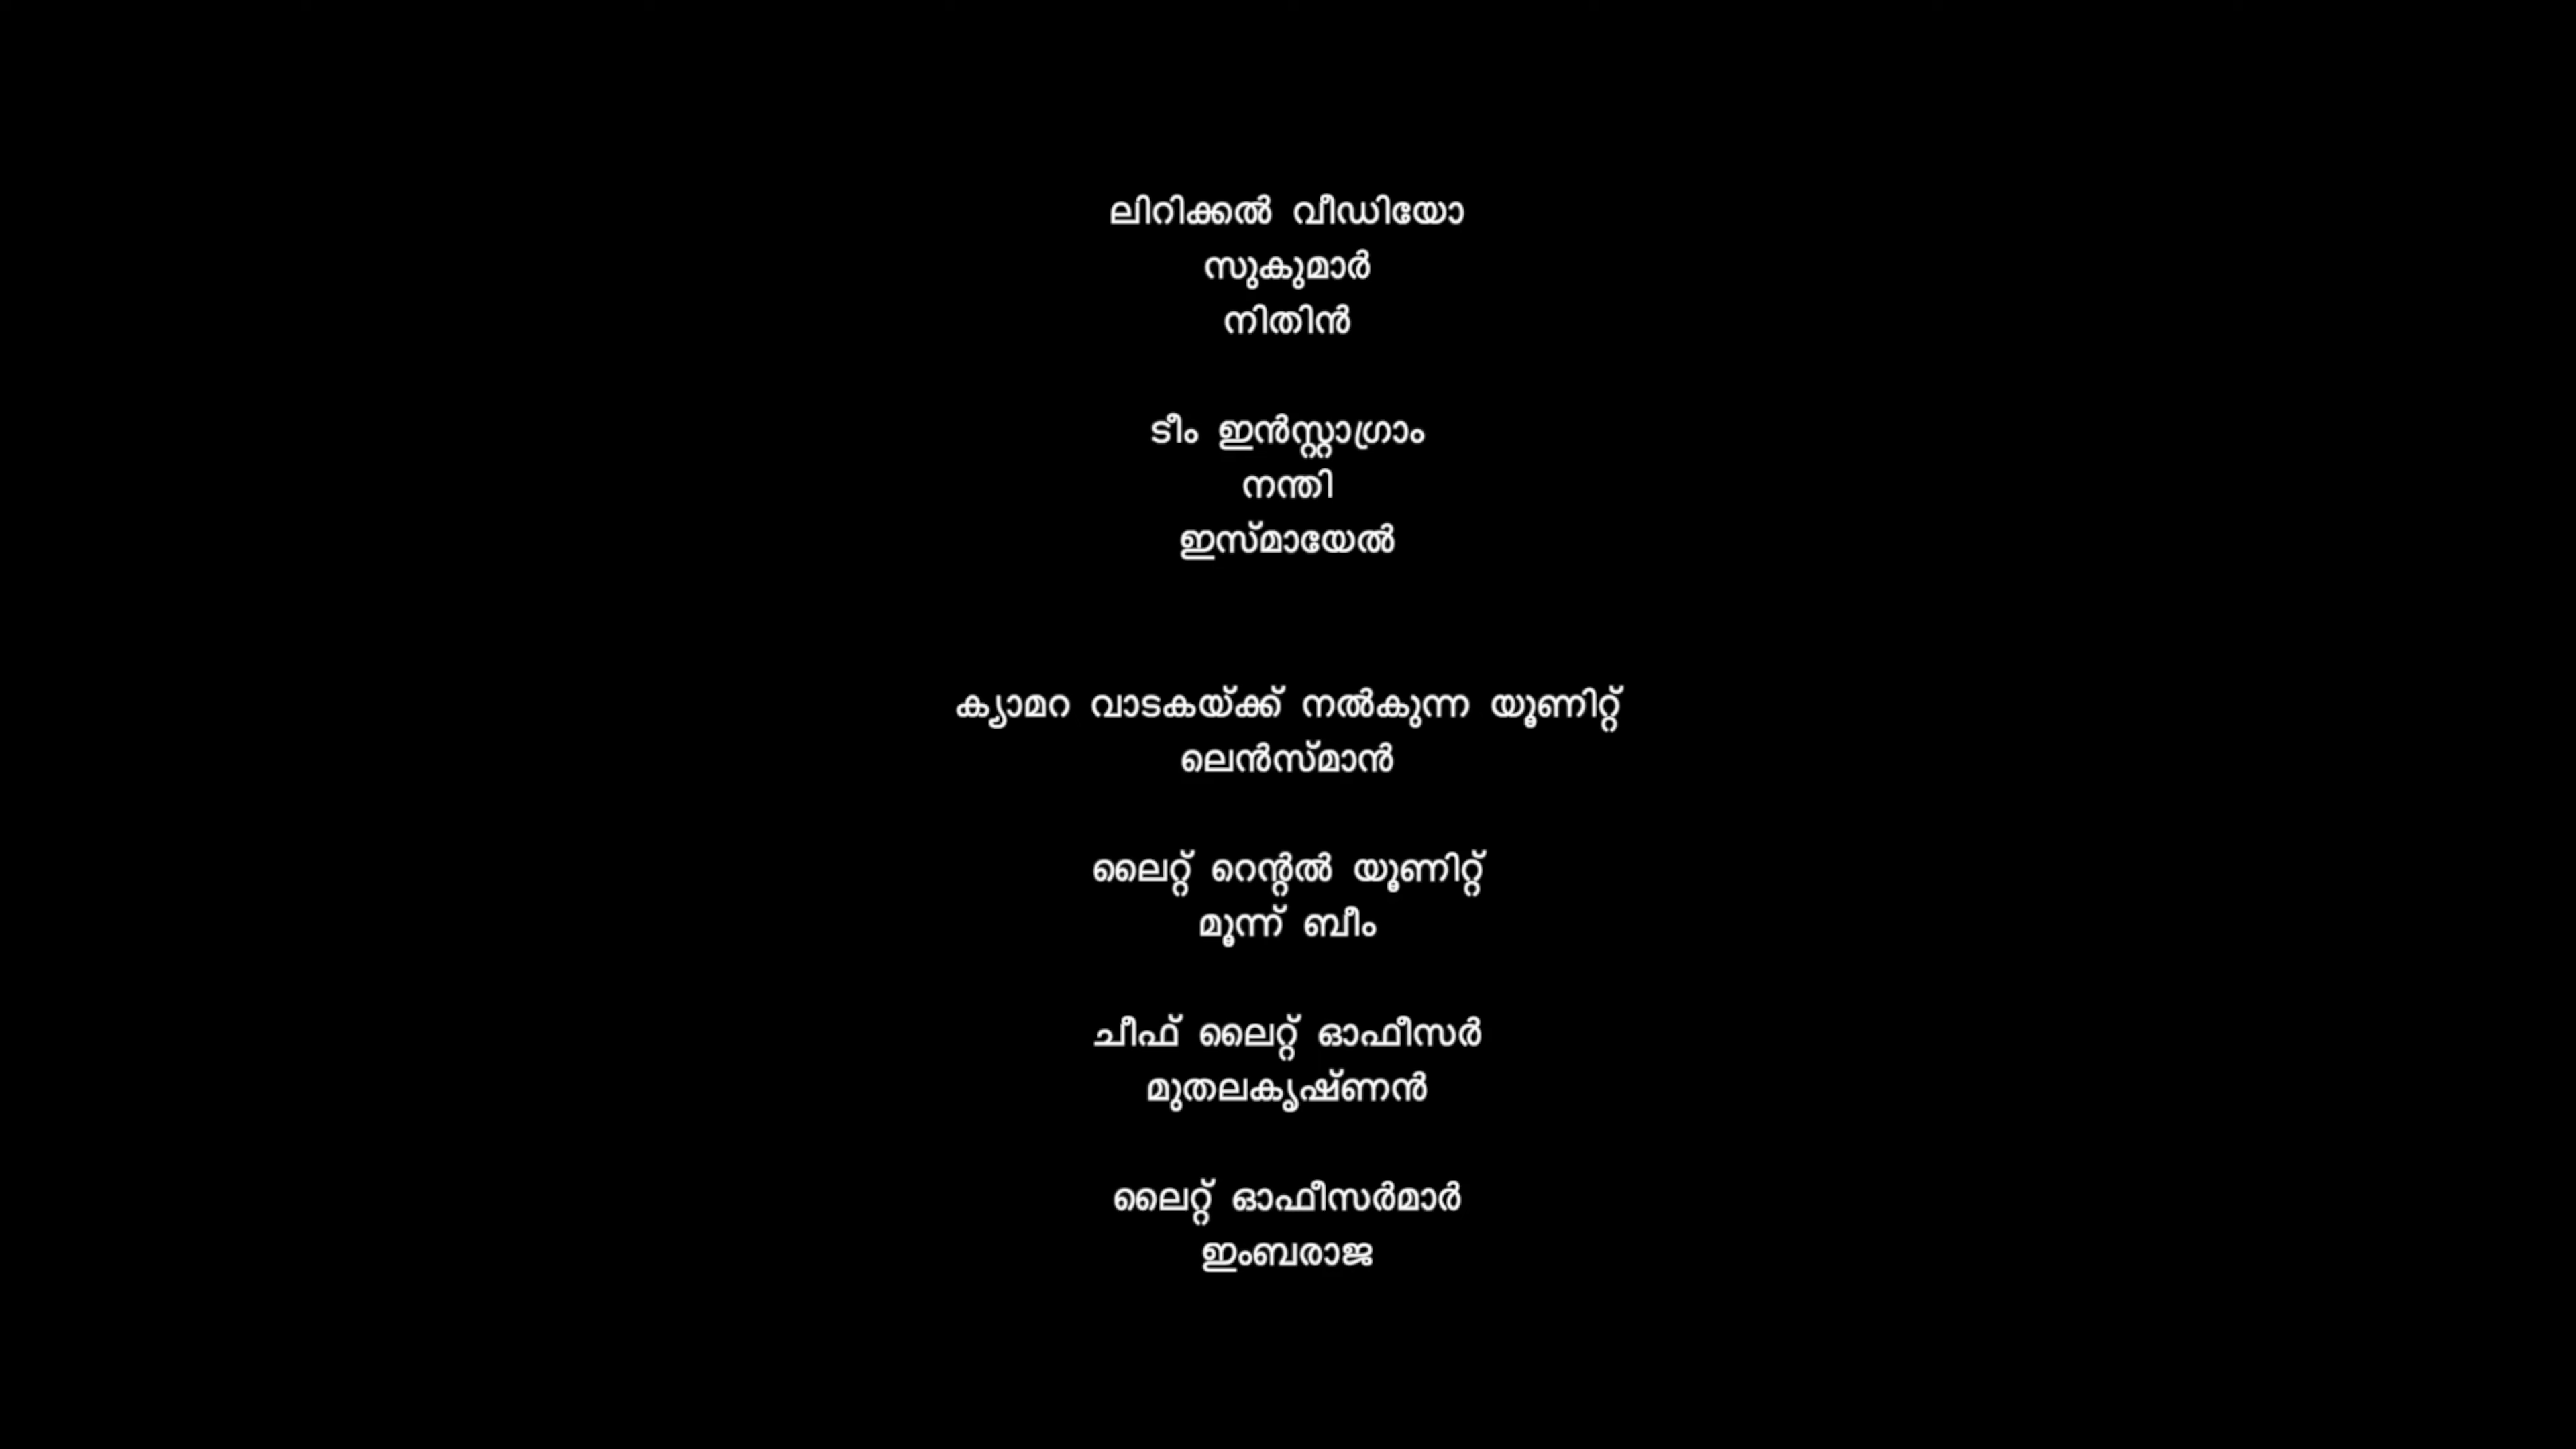 ലിറിക്കൽ വീഡിയോ
സുകുമാർ
നിതിൻ
ടീം ഇൻസ്റ്റാഗ്രാം
നന്തി
ഇസ്മായേൽ
ക്യാമറ വാടകയ്ക്ക് നൽകുന്ന യൂണിറ്റ്
ലെൻസ്മാൻ
ലൈറ്റ് റെന്റൽ യൂണിറ്റ്
മൂന്ന് ബീം
ചീഫ് ലൈറ്റ് ഓഫീസർ
മുതലകൃഷ്ണൻ
ലൈറ്റ് ഓഫീസർമാർ
ഇംബരാജ